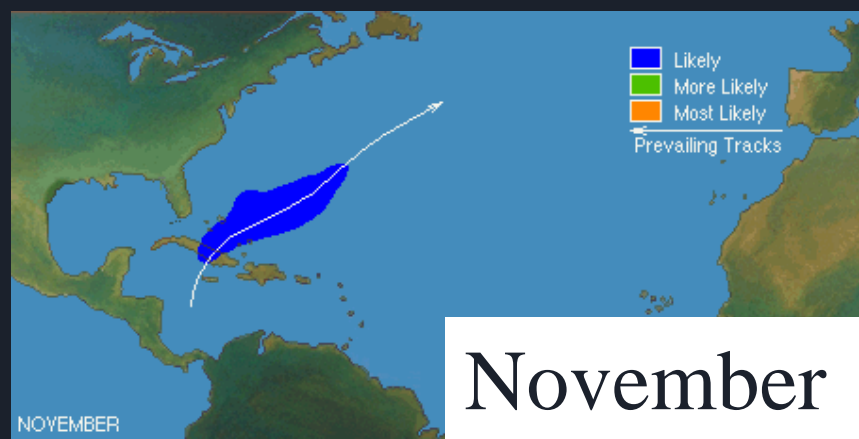 Likely
More Likely
Most Likely
Prevailing Tracks
November
NOVEMBER